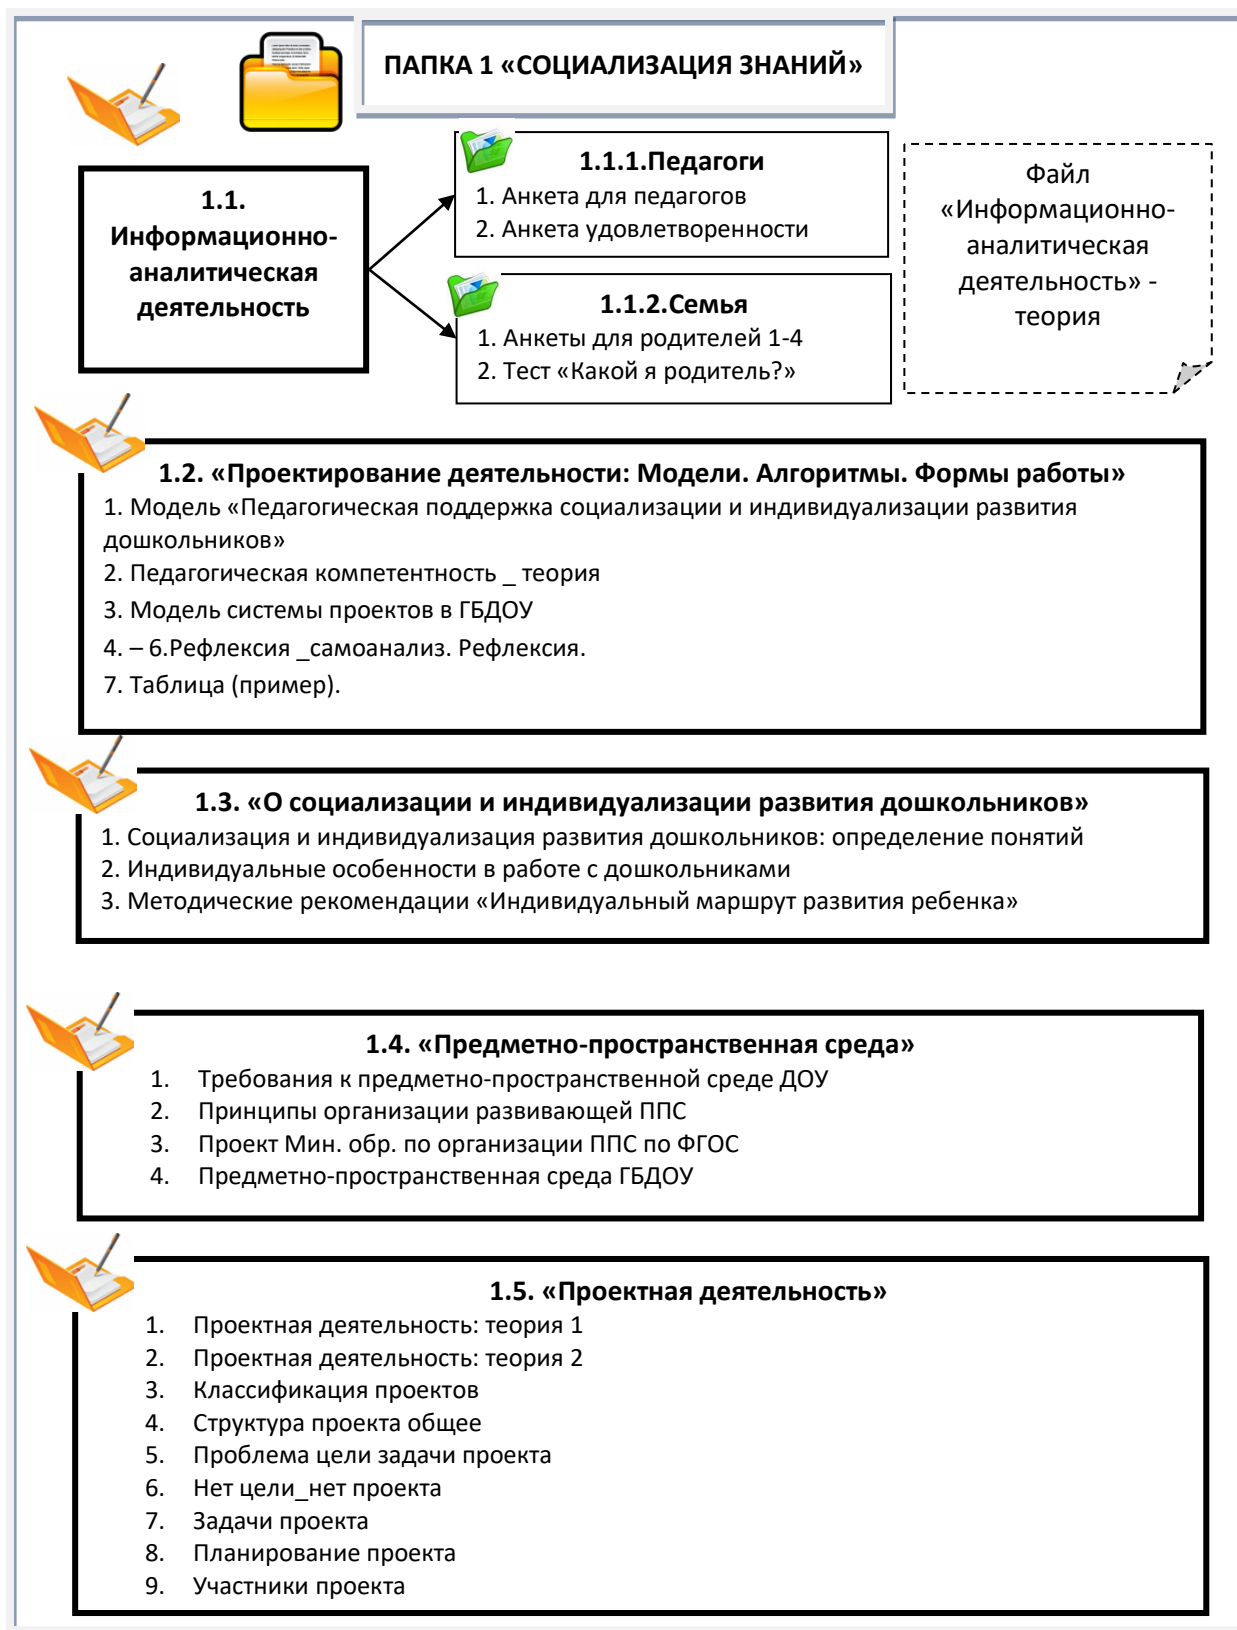 ПАПКА 1 «СОЦИАЛИЗАЦИЯ ЗНАНИЙ»
1.1.
Информационно-
аналитическая
деятельность
1.1.1.Педагоги
1. Анкета для педагогов
2. Анкета удовлетворенности
1.1.2.Семья
1. Анкеты для родителей 1-4
2. Тест «Какой я родитель?»
Файл
«Информационно-
аналитическая
деятельность» -
теория
1.2. «Проектирование деятельности: Модели. Алгоритмы. Формы работы»
1. Модель «Педагогическая поддержка социализации и индивидуализации развития
дошкольников»
2. Педагогическая компетентность _ теория
3. Модель системы проектов в ГБДОУ
4. – 6.Рефлексия _самоанализ. Рефлексия.
7. Таблица (пример).
1.3. «О социализации и индивидуализации развития дошкольников»
1. Социализация и индивидуализация развития дошкольников: определение понятий
2. Индивидуальные особенности в работе с дошкольниками
3. Методические рекомендации «Индивидуальный маршрут развития ребенка»
1.4. «Предметно-пространственная среда»
1. Требования к предметно-пространственной среде ДОУ
2. Принципы организации развивающей ППС
3. Проект Мин. обр. по организации ППС по ФГОС
4. Предметно-пространственная среда ГБДОУ
1.5. «Проектная деятельность»
1. Проектная деятельность: теория 1
2. Проектная деятельность: теория 2
3. Классификация проектов
4. Структура проекта общее
5. Проблема цели задачи проекта
6. Нет цели_нет проекта
7. Задачи проекта
8. Планирование проекта
9. Участники проекта